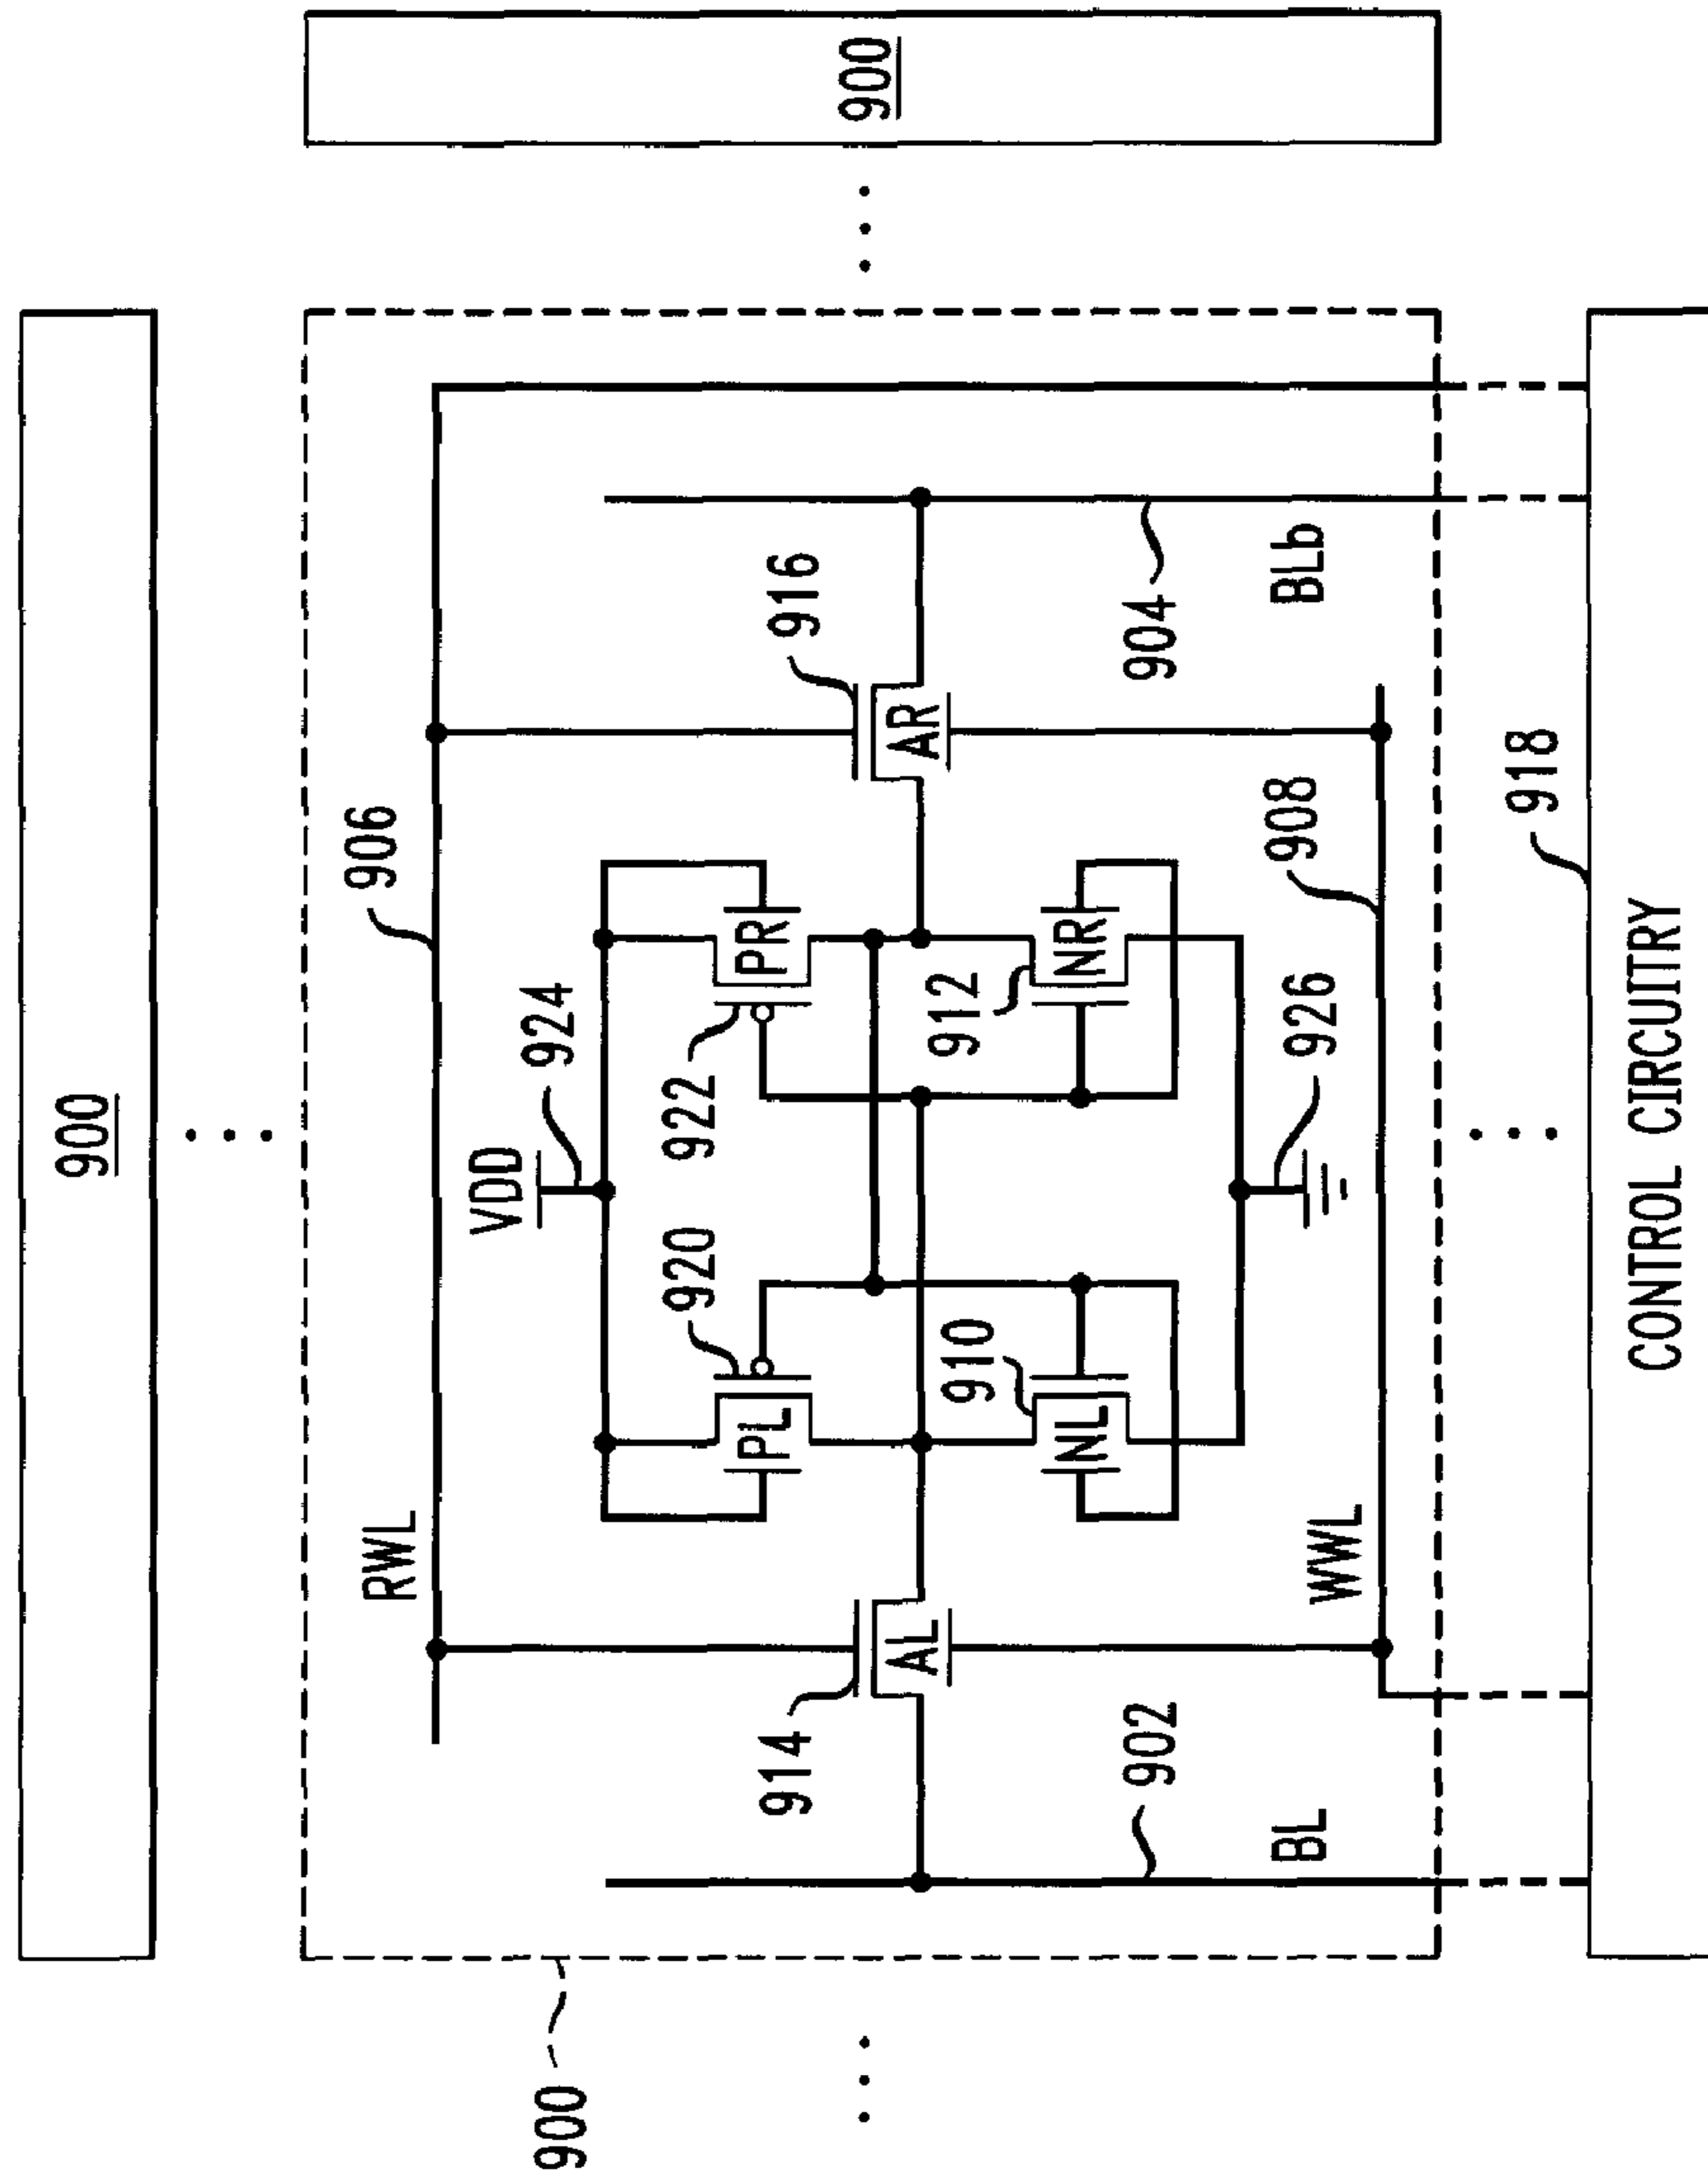 900
900
RWL
906
VDD
924
920
922
PL
PR
914
AL
AR
916
910
NL
912
NR
902
904
926
908
BL
WWL
BLb
900
918
CONTROL CIRCUITRY